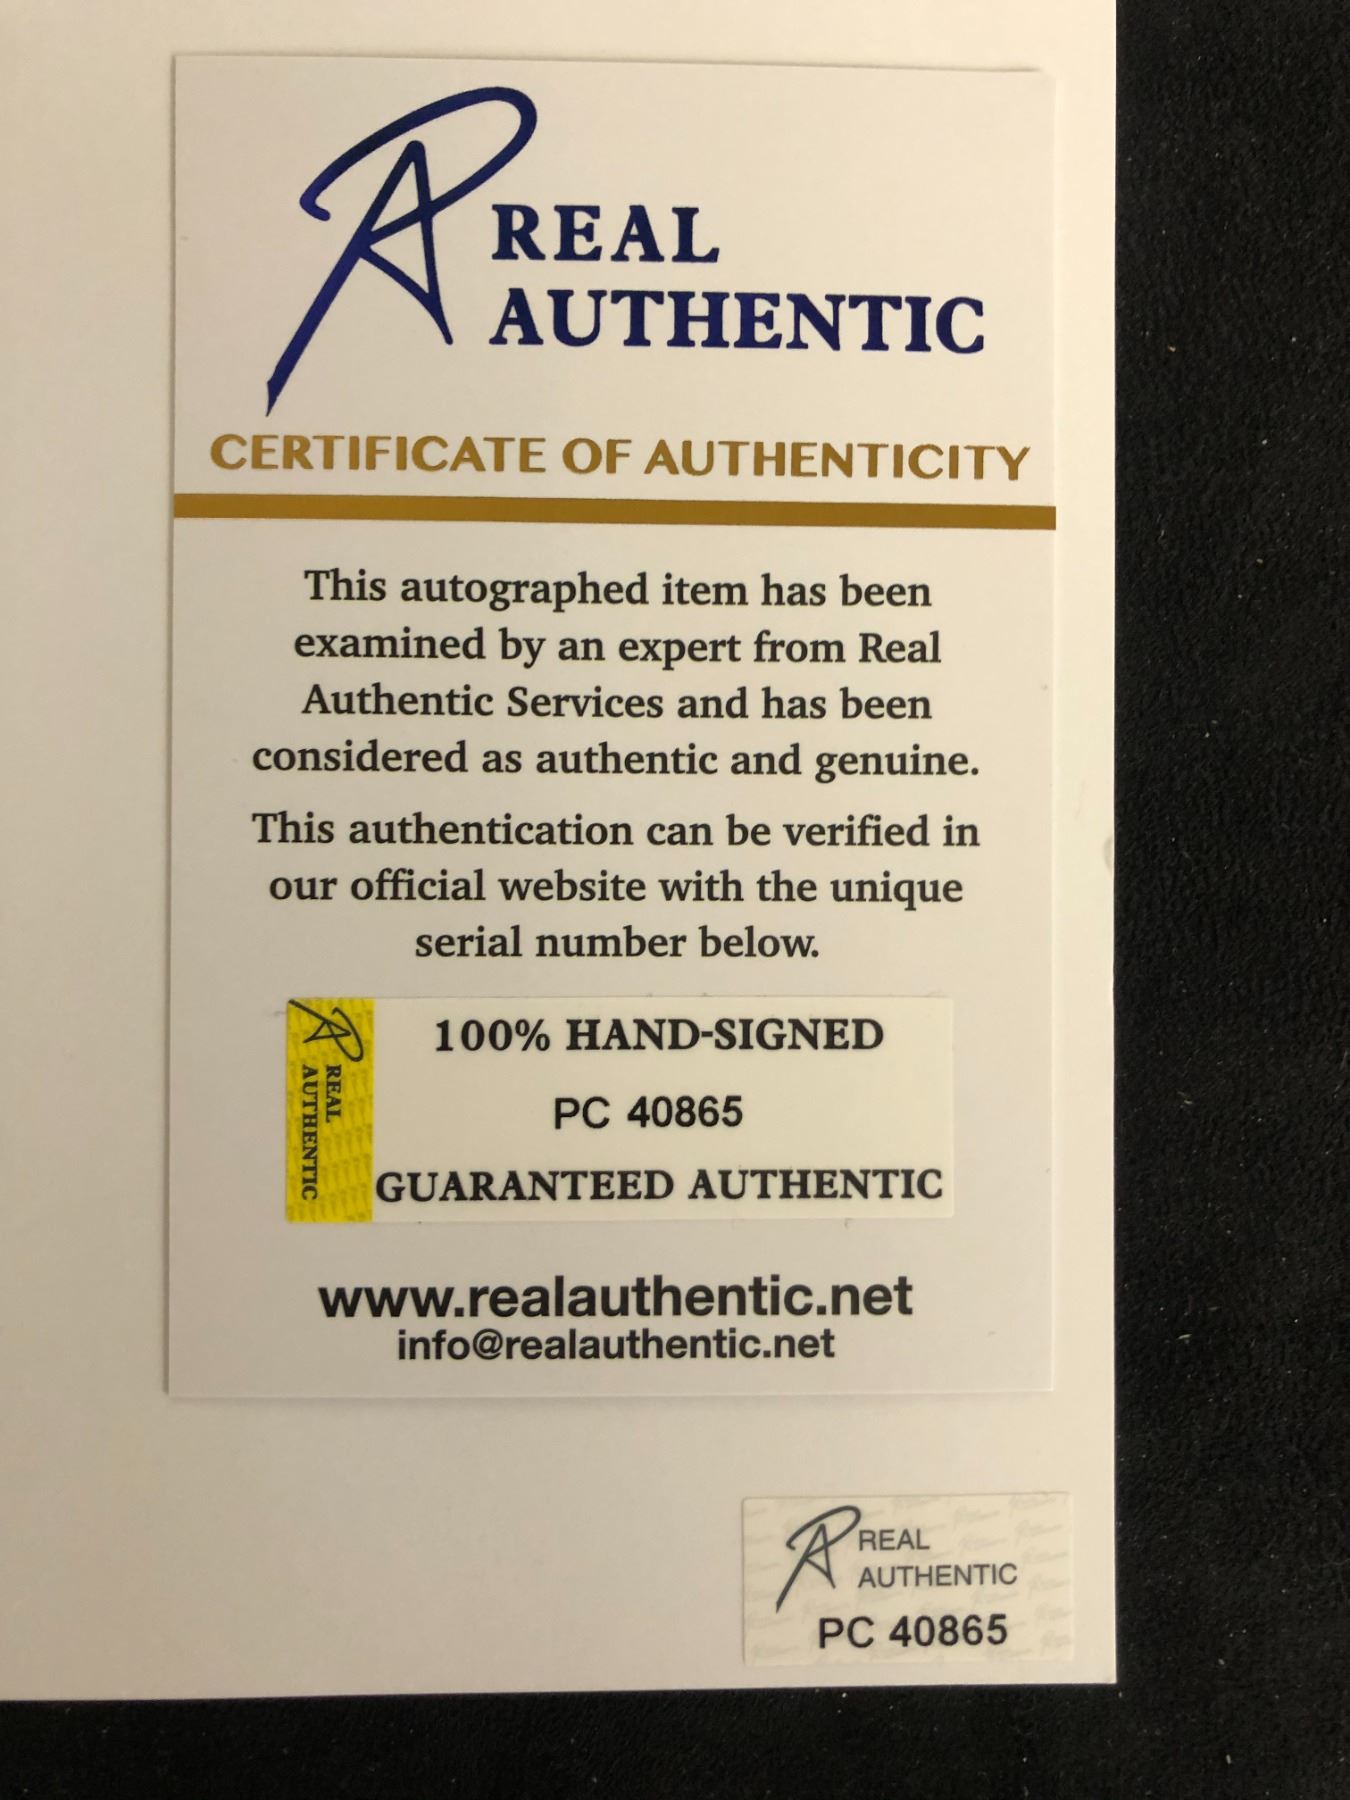 REAL
AUTHENTIC
CERTIFICATE OF AUTHENTICITY
This autographed item has been
examined by an expert from Real
Authentic Services and has been
considered as authentic and genuine.
This authentication can be verified in
our official website with the unique
serial number below.
REAL
AUTHENTIC
100% HAND-SIGNED
PC 40865
GUARANTEED AUTHENTIC
www.realauthentic.net
info@realauthentic.net
REAL
AUTHENTIC
PC 40865